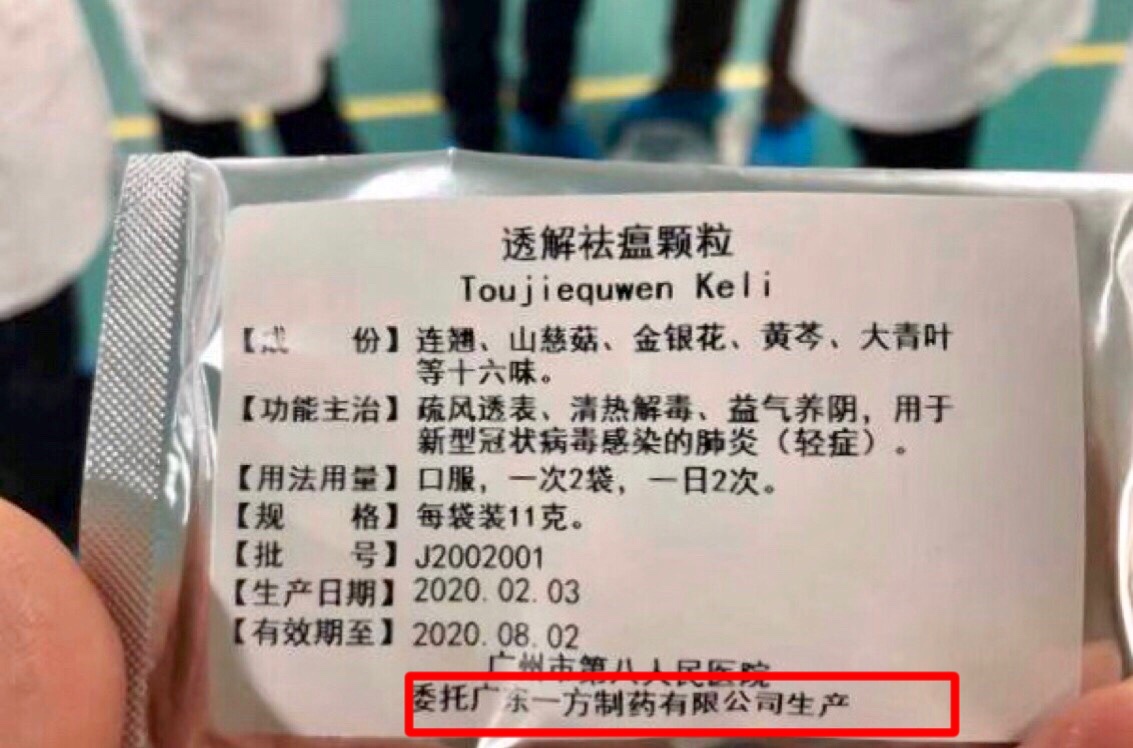 透解祛瘟颗粒
Toujiequwen Keli
【成　　份】连翘、山慈菇、金银花、黄芩、大青叶
等十六味。
【功能主治】疏风透表、清热解毒、益气养阴，用于
新型冠状病毒感染的肺炎（轻症）。
【用法用量】口服，一次2袋，一日2次。
【规　　格】每袋装11克。
【批　　号】J2002001
【生产日期】2020.02.03
【有效期至】2020.08.02
广州市第八人民医院
委托广东一方制药有限公司生产